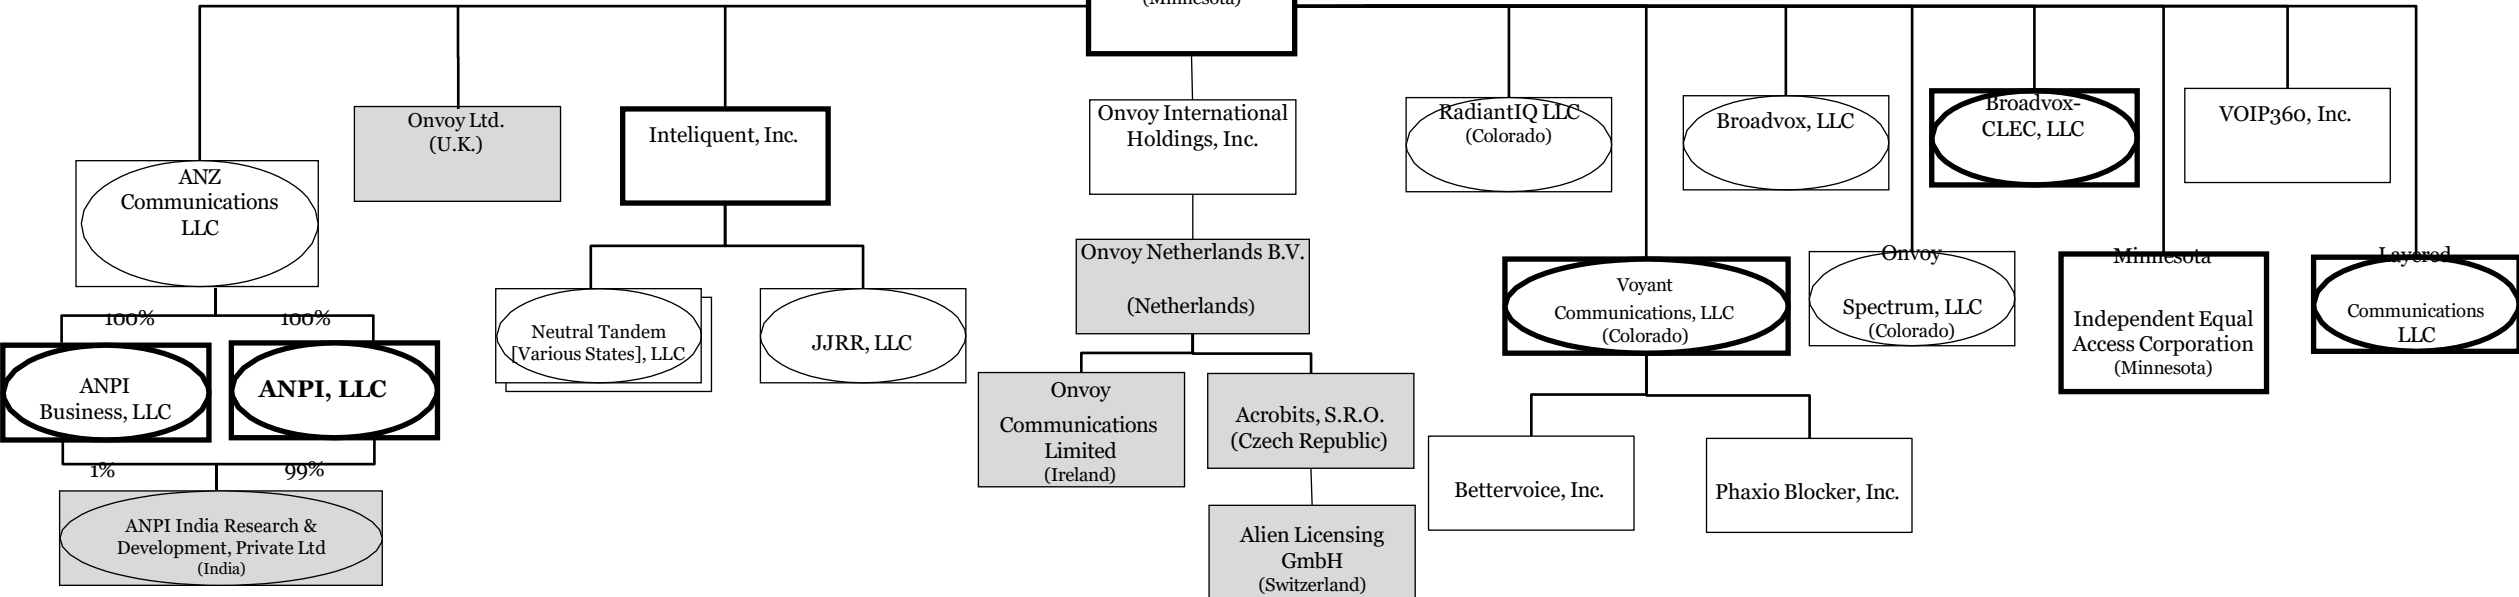 (Minnesota)
Onvoy Ltd.
(U.K.)
Inteliquent, Inc.
Onvoy International
Holdings, Inc.
RadiantIQ LLC
(Colorado)
Broadvox, LLC
Broadvox-
CLEC, LLC
VOIP360, Inc.
ANZ
Communications
LLC
Onvoy Netherlands B.V.
(Netherlands)
Voyant
Communications, LLC
(Colorado)
Onvoy
Spectrum, LLC
(Colorado)
Minnesota
Independent Equal
Access Corporation
(Minnesota)
Layered
Communications
LLC
100%
100%
Neutral Tandem
[Various States], LLC
JJRR, LLC
ANPI
Business, LLC
ANPI, LLC
Onvoy
Communications
Limited
(Ireland)
Acrobits, S.R.O.
(Czech Republic)
1%
99%
Bettervoice, Inc.
Phaxio Blocker, Inc.
ANPI India Research &
Development, Private Ltd
(India)
Alien Licensing
GmbH
(Switzerland)